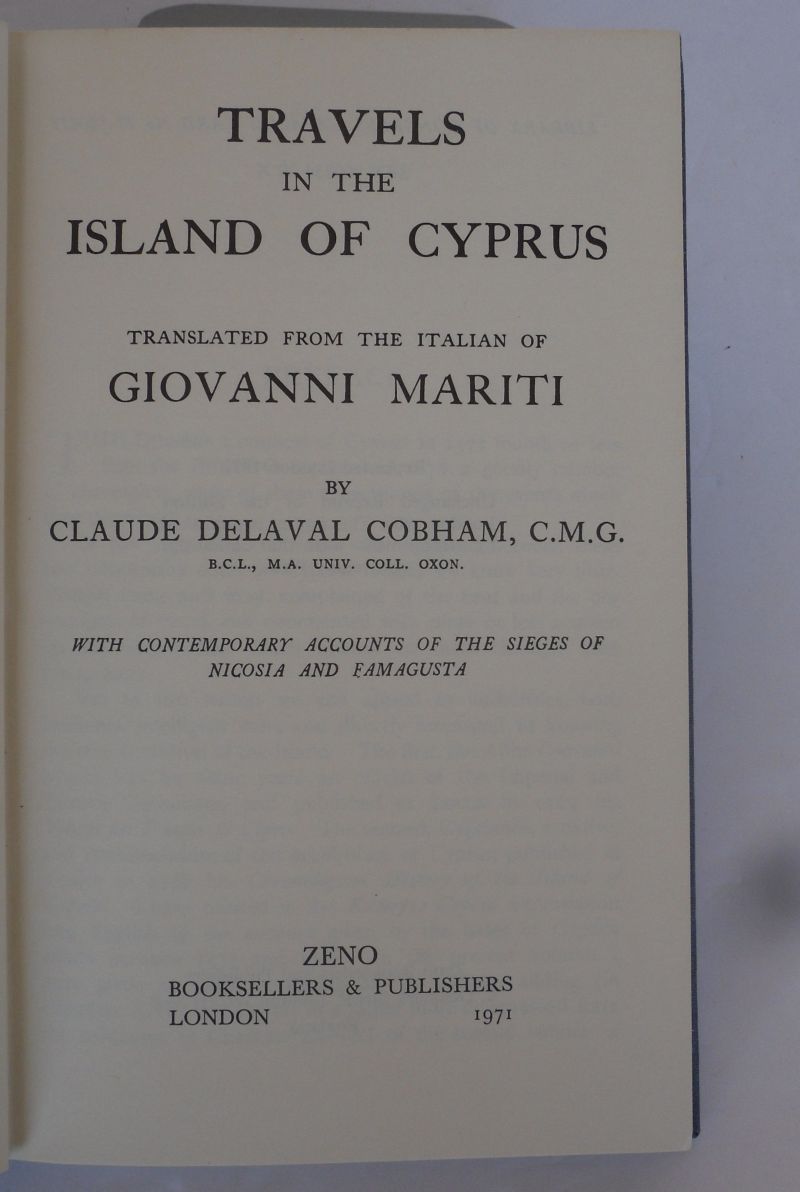 TRAVELS
IN THE
ISLAND OF CYPRUS
TRANSLATED FROM THE ITALIAN OF
GIOVANNI MARITI
BY
CLAUDE DELAVAL COBHAM, C.M.G.
B.C.L., M.A. UNIV. COLL. OXON.
WITH CONTEMPORARY ACCOUNTS OF THE SIEGES OF
NICOSIA AND FAMAGUSTA
ZENO
BOOKSELLERS & PUBLISHERS
LONDON 1971